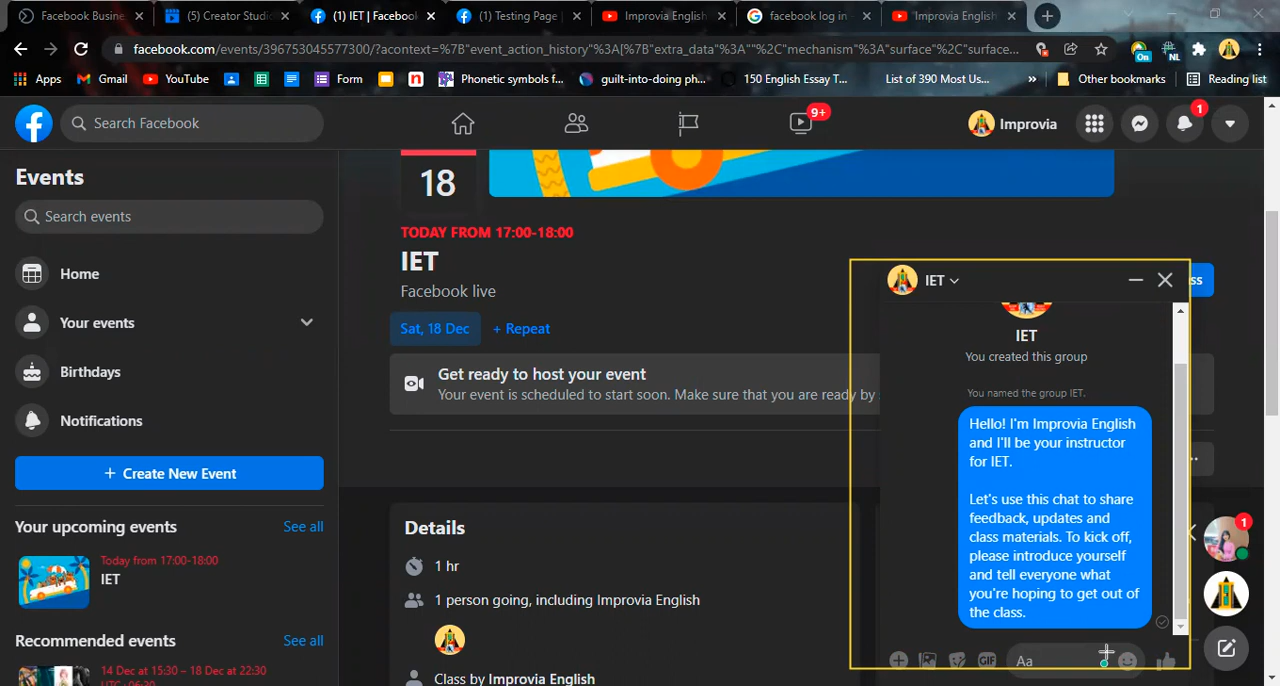 Facebook Busine
(5) Creator Studi
(1) IET | Facebook
(1) Testing Page |
Improvia English
facebook log in -
"Improvia English
facebook.com/events/396753045577300/?acontext=%7B"event_action_history"%3A[%7B"extra_data"%3A""%2C"mechanism"%3A"surface"%2C"surface...
On
NL
Apps
Gmail
YouTube
Form
Phonetic symbols f...
guilt-into-doing ph...
150 English Essay T...
List of 390 Most Us...
»
Other bookmarks
Reading list
Search Facebook
9+
Improvia
1
Events
Search events
Home
Your events
Birthdays
Notifications
+ Create New Event
Your upcoming events
See all
Today from 17:00-18:00
IET
Recommended events
See all
14 Dec at 15:30 – 18 Dec at 22:30
18
TODAY FROM 17:00-18:00
IET
Facebook live
Sat, 18 Dec
+ Repeat
Get ready to host your event
Your event is scheduled to start soon. Make sure that you are ready by
Details
1 hr
1 person going, including Improvia English
Class by Improvia English
ss
IET
IET
You created this group
You named the group IET.
Hello! I'm Improvia English
and I'll be your instructor
for IET.
Let's use this chat to share
feedback, updates and
class materials. To kick off,
please introduce yourself
and tell everyone what
you're hoping to get out of
the class.
GIF
Aa
1